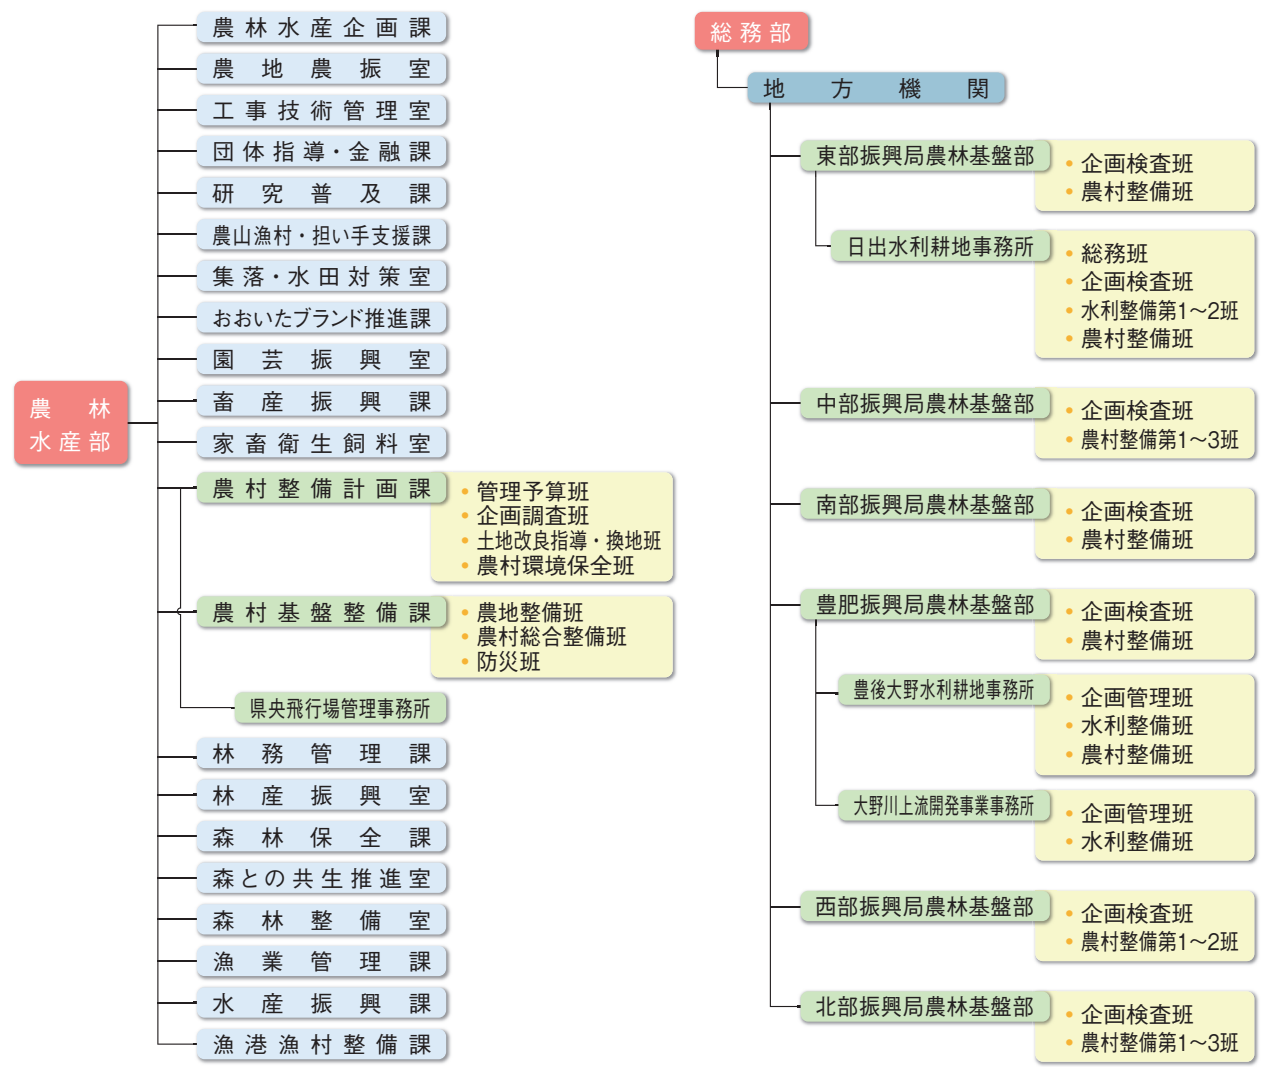 農林
水産部
農林水産企画課
農地農振室
工事技術管理室
団体指導・金融課
研究普及課
農山漁村・担い手支援課
集落・水田対策室
おおいたブランド推進課
園芸振興室
畜産振興課
家畜衛生飼料室
農村整備計画課
・管理予算班
・企画調査班
・土地改良指導・換地班
・農村環境保全班
農村基盤整備課
・農地整備班
・農村総合整備班
・防災班
県央飛行場管理事務所
林務管理課
林産振興室
森林保全課
森との共生推進室
森林整備室
漁業管理課
水産振興課
漁港漁村整備課
総務部
地方機関
東部振興局農林基盤部
・企画検査班
・農村整備班
日出水利耕地事務所
・総務班
・企画検査班
・水利整備第1～2班
・農村整備班
中部振興局農林基盤部
・企画検査班
・農村整備第1～3班
南部振興局農林基盤部
・企画検査班
・農村整備班
豊肥振興局農林基盤部
・企画検査班
・農村整備班
豊後大野水利耕地事務所
・企画管理班
・水利整備班
・農村整備班
大野川上流開発事業事務所
・企画管理班
・水利整備班
西部振興局農林基盤部
・企画検査班
・農村整備第1～2班
北部振興局農林基盤部
・企画検査班
・農村整備第1～3班